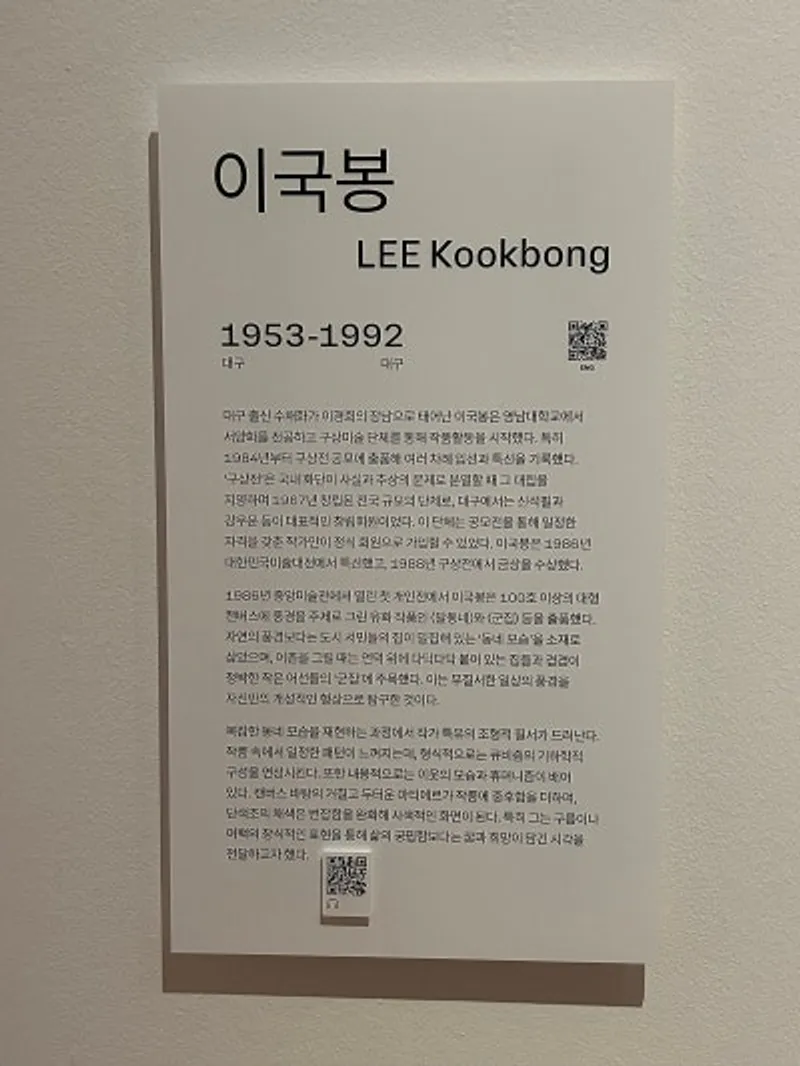 이국봉
LEE Kookbong
1953-1992
대구 대구
ENG
대구 출신 수채화가 이경희의 장남으로 태어난 이국봉은 영남대학교에서
서양화를 전공하고 구상미술 단체를 통해 작품활동을 시작했다. 특히
1984년부터 구상전 공모에 출품해 여러 차례 입선과 특선을 기록했다.
'구상전'은 국내 화단이 사실과 추상의 문제로 분열할 때 그 대립을
지양하며 1967년 창립된 전국 규모의 단체로, 대구에서는 신석필과
강우문 등이 대표적인 창립회원이었다. 이 단체는 공모전을 통해 일정한
자격을 갖춘 작가만이 정식 회원으로 가입할 수 있었다. 이국봉은 1986년
대한민국미술대전에서 특선했고, 1988년 구상전에서 금상을 수상했다.
1986년 중앙미술관에서 열린 첫 개인전에서 이국봉은 100호 이상의 대형
캔버스에 풍경을 주제로 그린 유화 작품인 〈달동네〉와 〈군집〉 등을 출품했다.
자연의 풍경보다는 도시 서민들의 집이 밀집해 있는 '동네 모습'을 소재로
삼았으며, 어촌을 그릴 때는 언덕 위에 다닥다닥 붙어 있는 집들과 겹겹이
정박한 작은 어선들의 '군집'에 주목했다. 이는 무질서한 일상의 풍경을
자신만의 개성적인 형상으로 탐구한 것이다.
복잡한 동네 모습을 재현하는 과정에서 작가 특유의 조형적 질서가 드러난다.
작품 속에서 일정한 패턴이 느껴지는데, 형식적으로는 큐비즘의 기하학적
구성을 연상시킨다. 또한 내용적으로는 이웃의 모습과 휴머니즘이 배어
있다. 캔버스 바탕의 거칠고 두터운 마티에르가 작품에 중후함을 더하며,
단색조의 채색은 번잡함을 완화해 사색적인 화면이 된다. 특히 그는 구름이나
여백의 장식적인 표현을 통해 삶의 궁핍함보다는 꿈과 희망이 담긴 시각을
전달하고자 했다.